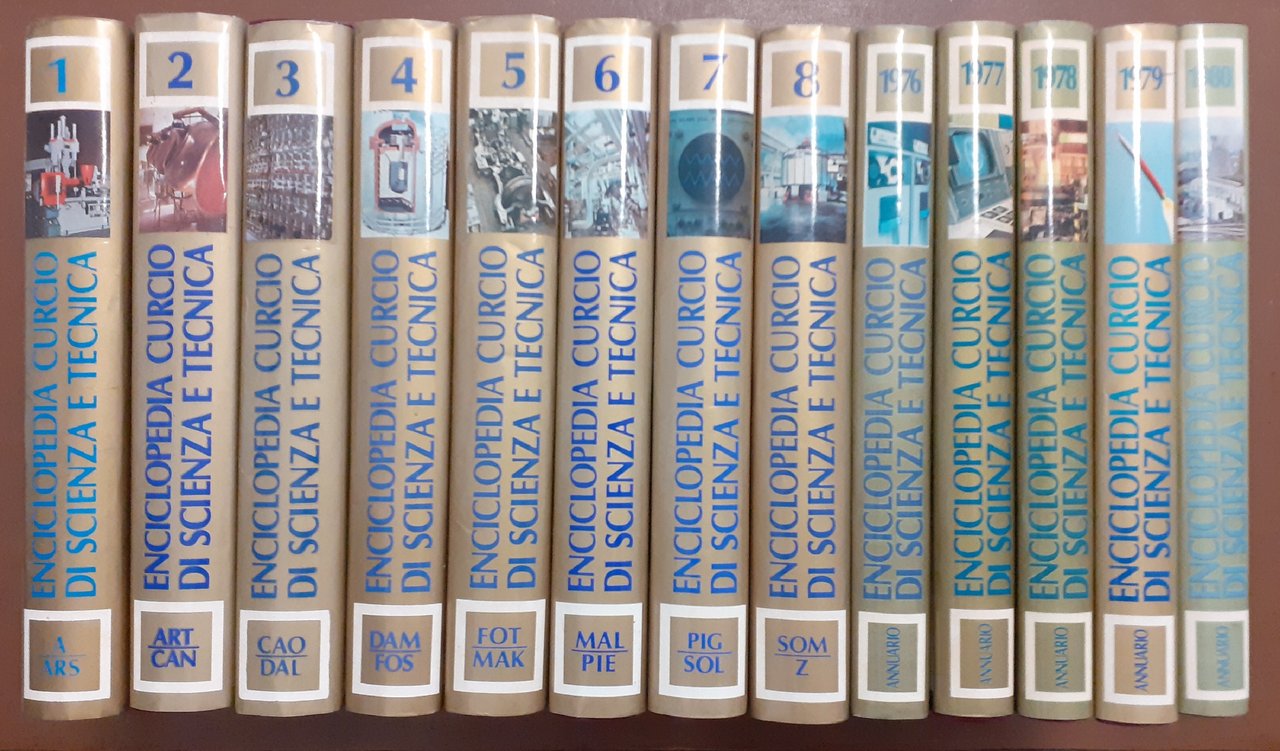 1
ENCICLOPEDIA CURCIO
DI SCIENZA E TECNICA
A
ARS
2
ENCICLOPEDIA CURCIO
DI SCIENZA E TECNICA
ART
CAN
3
ENCICLOPEDIA CURCIO
DI SCIENZA E TECNICA
CAO
DAL
4
ENCICLOPEDIA CURCIO
DI SCIENZA E TECNICA
DAM
FOS
5
ENCICLOPEDIA CURCIO
DI SCIENZA E TECNICA
FOT
MAK
6
ENCICLOPEDIA CURCIO
DI SCIENZA E TECNICA
MAL
PIE
7
ENCICLOPEDIA CURCIO
DI SCIENZA E TECNICA
PIG
SOL
8
ENCICLOPEDIA CURCIO
DI SCIENZA E TECNICA
SOM
Z
1976
ENCICLOPEDIA CURCIO
DI SCIENZA E TECNICA
ANNUARIO
1977
ENCICLOPEDIA CURCIO
DI SCIENZA E TECNICA
ANNUARIO
1978
ENCICLOPEDIA CURCIO
DI SCIENZA E TECNICA
ANNUARIO
1979
ENCICLOPEDIA CURCIO
DI SCIENZA E TECNICA
ANNUARIO
1980
ENCICLOPEDIA CURCIO
DI SCIENZA E TECNICA